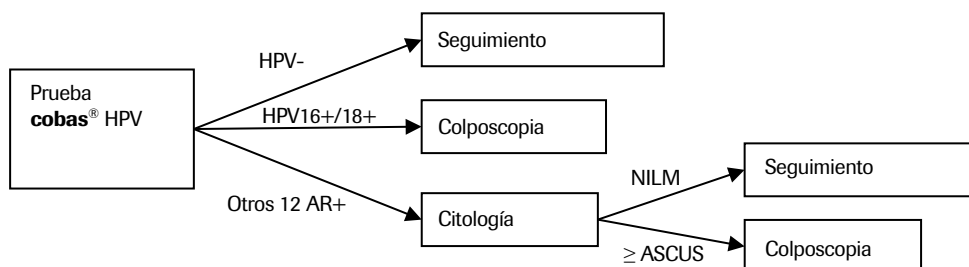 Prueba
cobas® HPV
HPV-
Seguimiento
HPV16+/18+
Colposcopia
Otros 12 AR+
Citología
NILM
Seguimiento
≥ ASCUS
Colposcopia